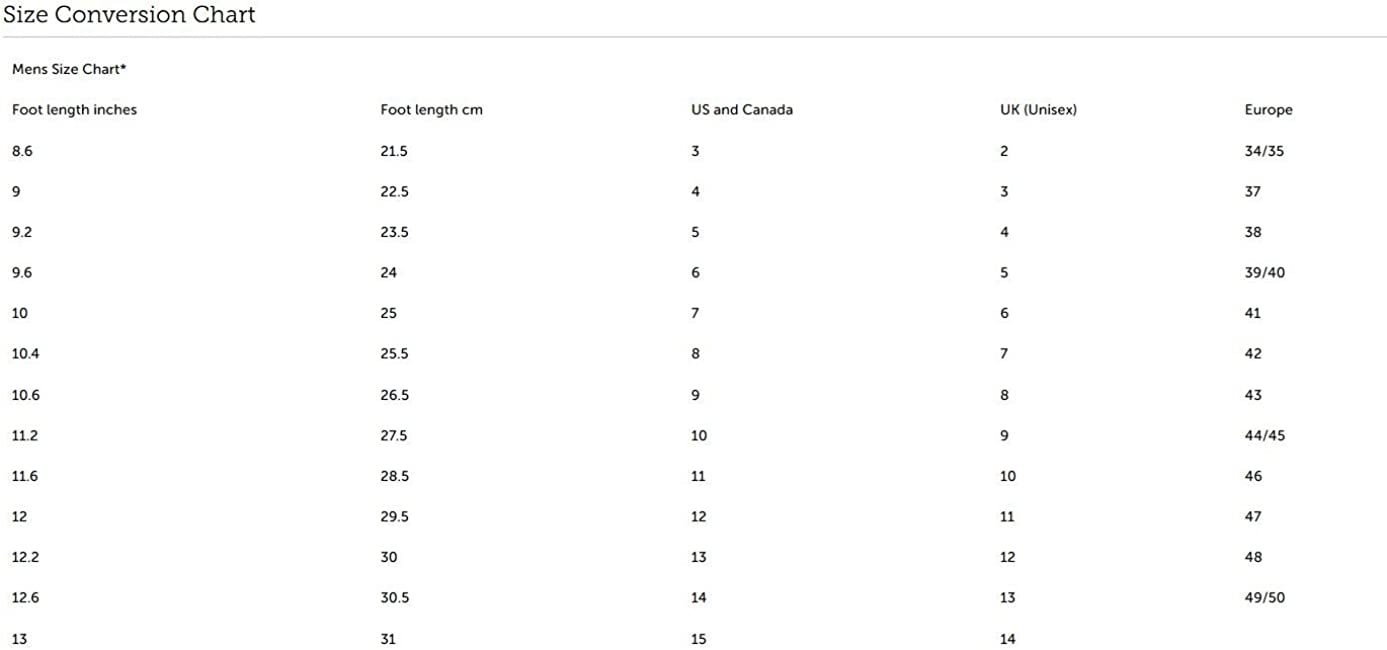 Size Conversion Chart
Mens Size Chart*
Foot length inches Foot length cm US and Canada UK (Unisex) Europe
8.6 21.5 3 2 34/35
9 22.5 4 3 37
9.2 23.5 5 4 38
9.6 24 6 5 39/40
10 25 7 6 41
10.4 25.5 8 7 42
10.6 26.5 9 8 43
11.2 27.5 10 9 44/45
11.6 28.5 11 10 46
12 29.5 12 11 47
12.2 30 13 12 48
12.6 30.5 14 13 49/50
13 31 15 14